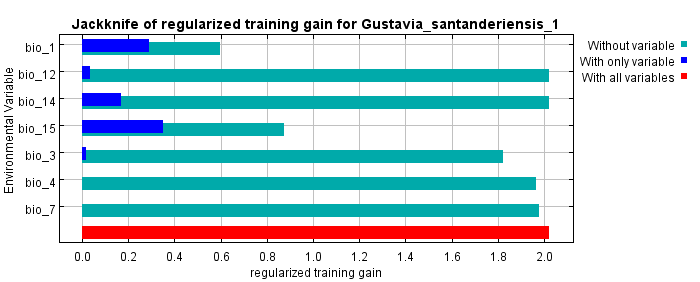 Jackknife of regularized training gain for Gustavia_santanderiensis_1
Environmental Variable
bio_1
bio_12
bio_14
bio_15
bio_3
bio_4
bio_7
Without variable
With only variable
With all variables
0.0 0.2 0.4 0.6 0.8 1.0 1.2 1.4 1.6 1.8 2.0
regularized training gain